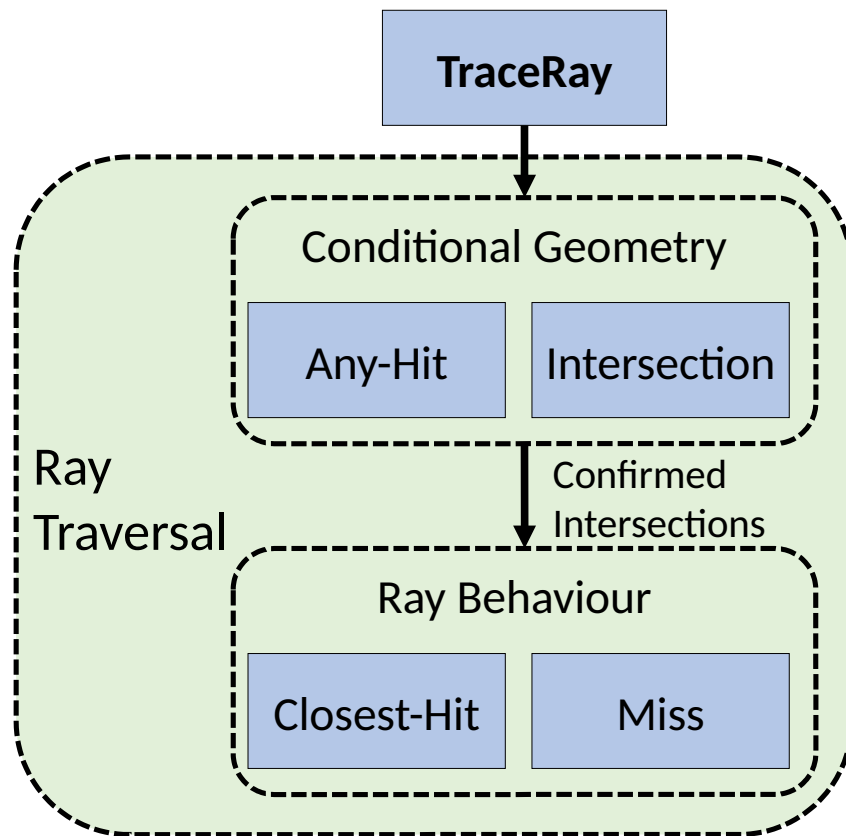 TraceRay
Conditional Geometry
Any-Hit
Intersection
Ray
Traversal
Confirmed
Intersections
Ray Behaviour
Closest-Hit
Miss